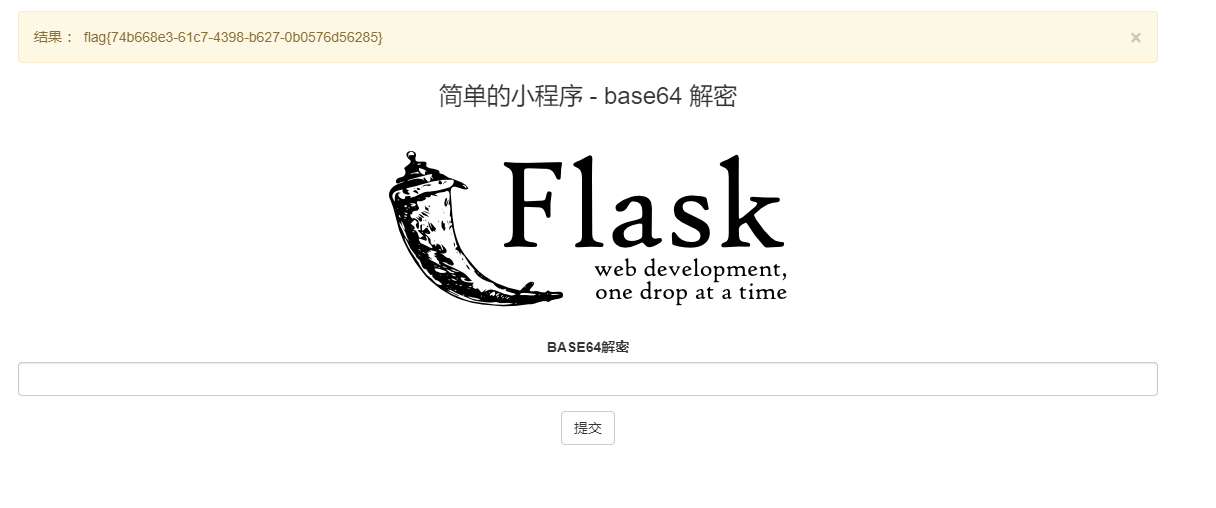 结果： flag{74b668e3-61c7-4398-b627-0b0576d56285}
×
简单的小程序 - base64 解密
Flask
web development,
one drop at a time
BASE64解密
提交